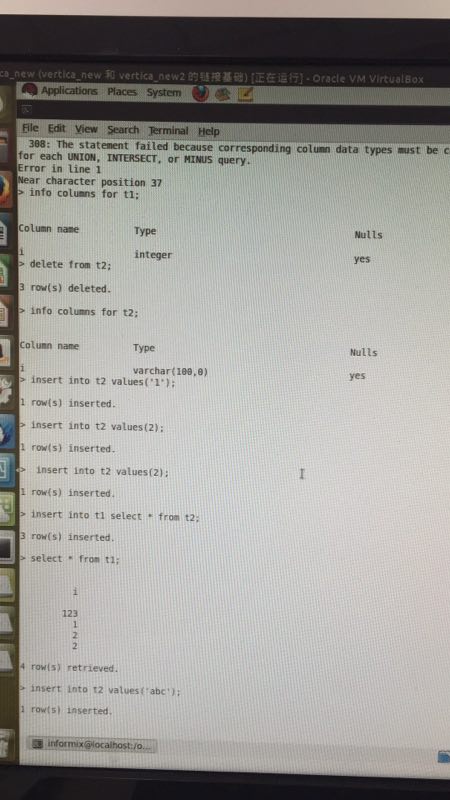 ca_new (vertica_new 和 vertica_new2 的链接基础) [正在运行] - Oracle VM VirtualBox
Applications Places System
File Edit View Search Terminal Help
308: The statement failed because corresponding column data types must be c
for each UNION, INTERSECT, or MINUS query.
Error in line 1
Near character position 37
> info columns for t1;
Column name Type Nulls
i integer yes
> delete from t2;
3 row(s) deleted.
> info columns for t2;
Column name Type Nulls
i varchar(100,0) yes
> insert into t2 values('1');
1 row(s) inserted.
> insert into t2 values(2);
1 row(s) inserted.
> insert into t2 values(2);
1 row(s) inserted.
> insert into t1 select * from t2;
3 row(s) inserted.
> select * from t1;
i
123
1
2
2
4 row(s) retrieved.
> insert into t2 values('abc');
1 row(s) inserted.
informix@localhost:/o...